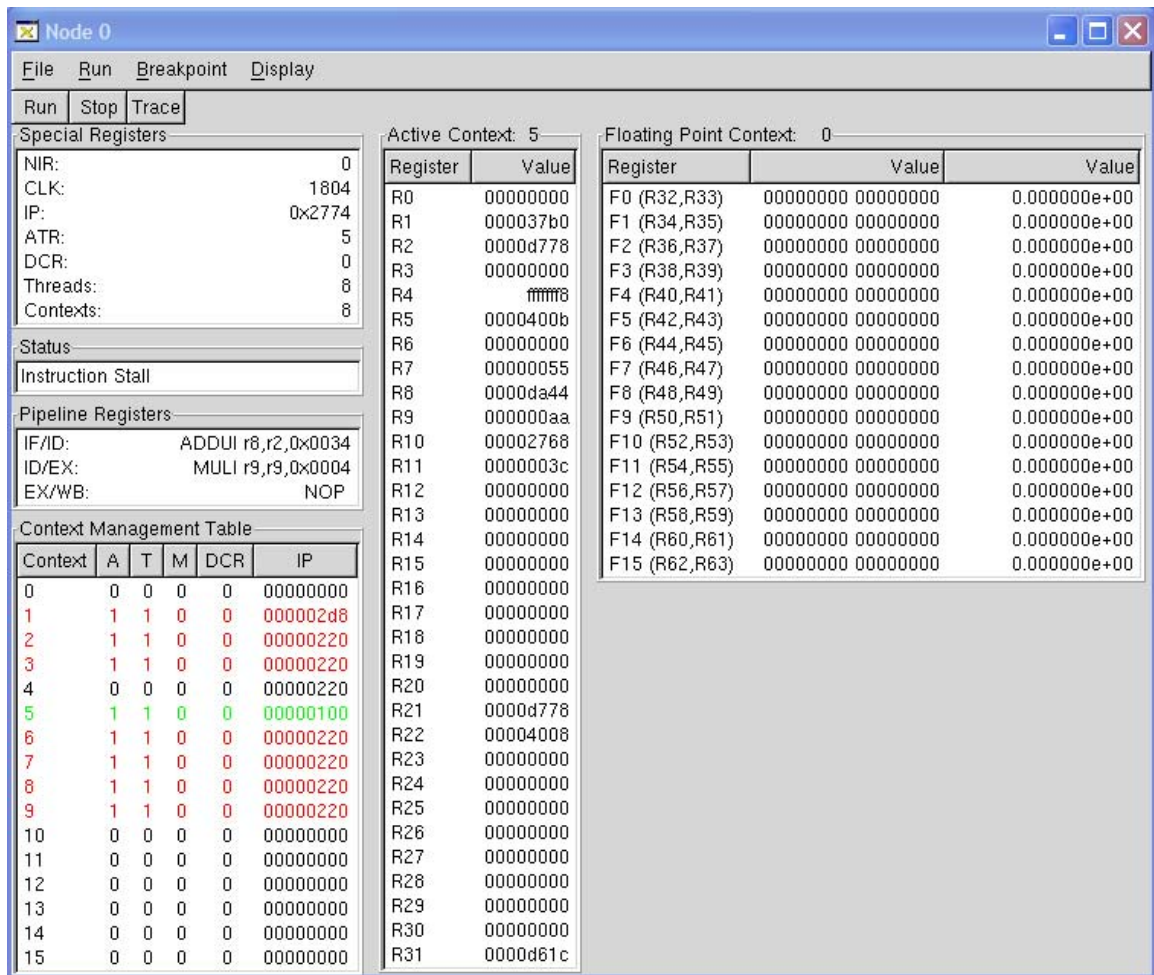 Node 0
File Run Breakpoint Display
Run Stop Trace
Special Registers
NIR: 0
CLK: 1804
IP: 0x2774
ATR: 5
DCR: 0
Threads: 8
Contexts: 8
Status
Instruction Stall
Pipeline Registers
IF/ID: ADDUI r8,r2,0x0034
ID/EX: MULI r9,r9,0x0004
EX/WB: NOP
Context Management Table
Context A T M DCR IP
0 0 0 0 0 00000000
1 1 1 0 0 000002d8
2 1 1 0 0 00000220
3 1 1 0 0 00000220
4 0 0 0 0 00000220
5 1 1 0 0 00000100
6 1 1 0 0 00000220
7 1 1 0 0 00000220
8 1 1 0 0 00000220
9 1 1 0 0 00000220
10 0 0 0 0 00000000
11 0 0 0 0 00000000
12 0 0 0 0 00000000
13 0 0 0 0 00000000
14 0 0 0 0 00000000
15 0 0 0 0 00000000
Active Context: 5
Register Value
R0 00000000
R1 000037b0
R2 0000d778
R3 00000000
R4 fffffff8
R5 0000400b
R6 00000000
R7 00000055
R8 0000da44
R9 000000aa
R10 00002768
R11 0000003c
R12 00000000
R13 00000000
R14 00000000
R15 00000000
R16 00000000
R17 00000000
R18 00000000
R19 00000000
R20 00000000
R21 0000d778
R22 00004008
R23 00000000
R24 00000000
R25 00000000
R26 00000000
R27 00000000
R28 00000000
R29 00000000
R30 00000000
R31 0000d61c
Floating Point Context: 0
Register Value Value
F0 (R32,R33) 00000000 00000000 0.000000e+00
F1 (R34,R35) 00000000 00000000 0.000000e+00
F2 (R36,R37) 00000000 00000000 0.000000e+00
F3 (R38,R39) 00000000 00000000 0.000000e+00
F4 (R40,R41) 00000000 00000000 0.000000e+00
F5 (R42,R43) 00000000 00000000 0.000000e+00
F6 (R44,R45) 00000000 00000000 0.000000e+00
F7 (R46,R47) 00000000 00000000 0.000000e+00
F8 (R48,R49) 00000000 00000000 0.000000e+00
F9 (R50,R51) 00000000 00000000 0.000000e+00
F10 (R52,R53) 00000000 00000000 0.000000e+00
F11 (R54,R55) 00000000 00000000 0.000000e+00
F12 (R56,R57) 00000000 00000000 0.000000e+00
F13 (R58,R59) 00000000 00000000 0.000000e+00
F14 (R60,R61) 00000000 00000000 0.000000e+00
F15 (R62,R63) 00000000 00000000 0.000000e+00